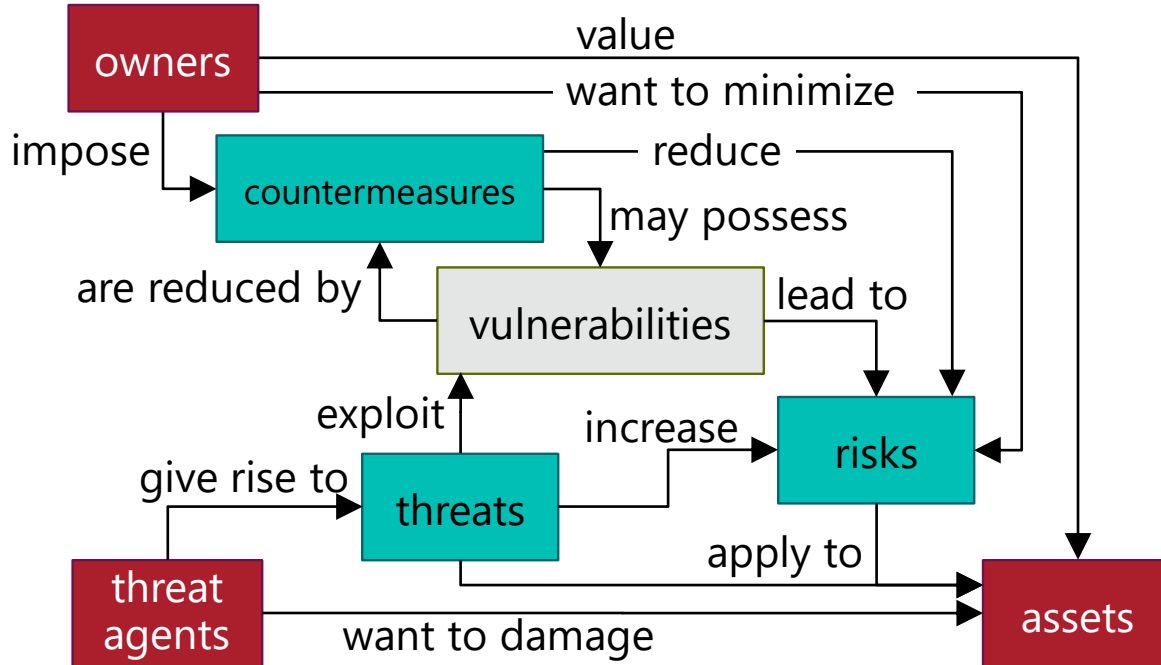 value
owners
want to minimize
impose
reduce
countermeasures
may possess
are reduced by
lead to
vulnerabilities
exploit
increase
risks
give rise to
threats
apply to
threat
agents
assets
want to damage